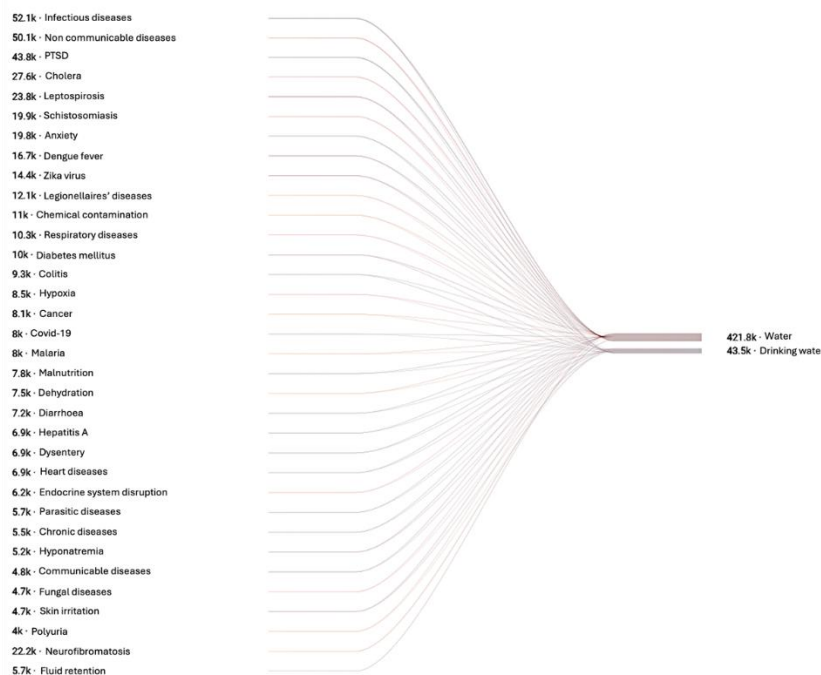 52.1k · Infectious diseases
50.1k · Non communicable diseases
43.8k · PTSD
27.6k · Cholera
23.8k · Leptospirosis
19.9k · Schistosomiasis
19.8k · Anxiety
16.7k · Dengue fever
14.4k · Zika virus
12.1k · Legionellaires' diseases
11k · Chemical contamination
10.3k · Respiratory diseases
10k · Diabetes mellitus
9.3k · Colitis
8.5k · Hypoxia
8.1k · Cancer
8k · Covid-19
8k · Malaria
7.8k · Malnutrition
7.5k · Dehydration
7.2k · Diarrhoea
6.9k · Hepatitis A
6.9k · Dysentery
6.9k · Heart diseases
6.2k · Endocrine system disruption
5.7k · Parasitic diseases
5.5k · Chronic diseases
5.2k · Hyponatremia
4.8k · Communicable diseases
4.7k · Fungal diseases
4.7k · Skin irritation
4k · Polyuria
22.2k · Neurofibromatosis
5.7k · Fluid retention
421.8k · Water
43.5k · Drinking wate